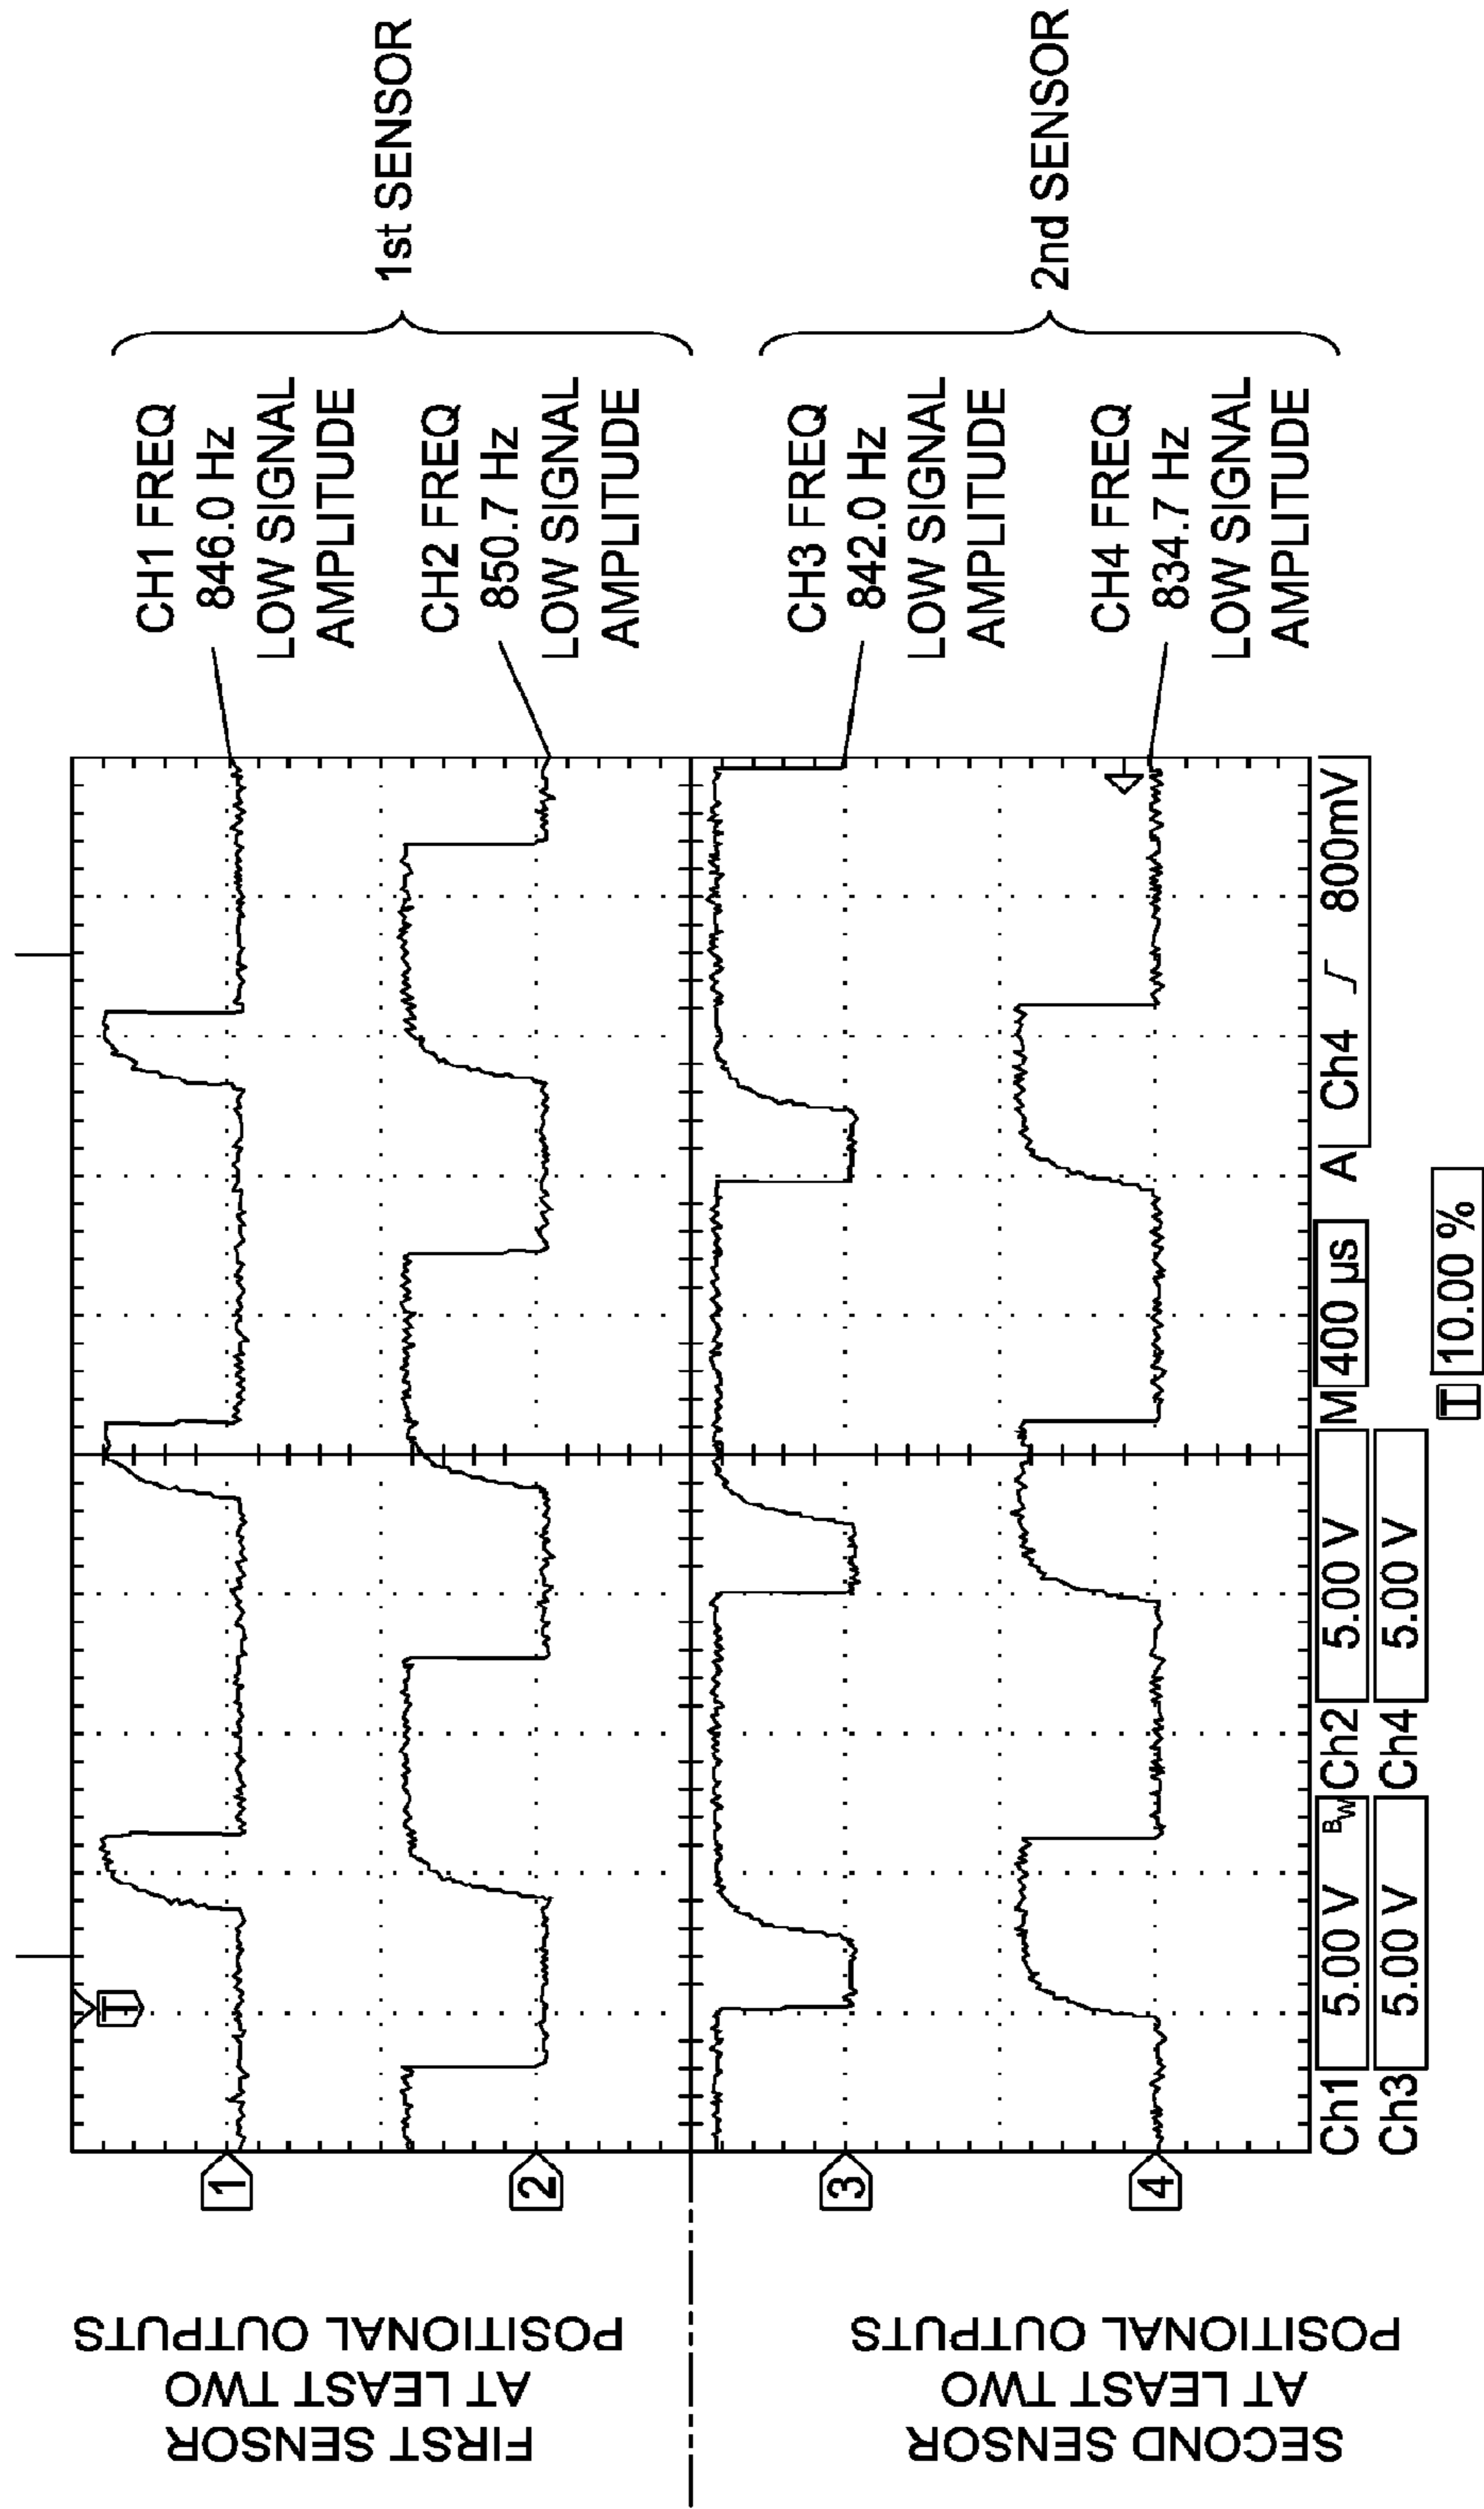 FIRST SENSOR
AT LEAST TWO
POSITIONAL OUTPUTS
SECOND SENSOR
AT LEAST TWO
POSITIONAL OUTPUTS
T
1
2
3
4
CH1 FREQ
846.0 Hz
LOW SIGNAL
AMPLITUDE
CH2 FREQ
850.7 Hz
LOW SIGNAL
AMPLITUDE
1st SENSOR
CH3 FREQ
842.0 Hz
LOW SIGNAL
AMPLITUDE
CH4 FREQ
834.7 Hz
LOW SIGNAL
AMPLITUDE
2nd SENSOR
Ch1 5.00 V BW Ch2 5.00 V M 400 µs A Ch4 800mV
Ch3 5.00 V Ch4 5.00 V
T 10.00 %